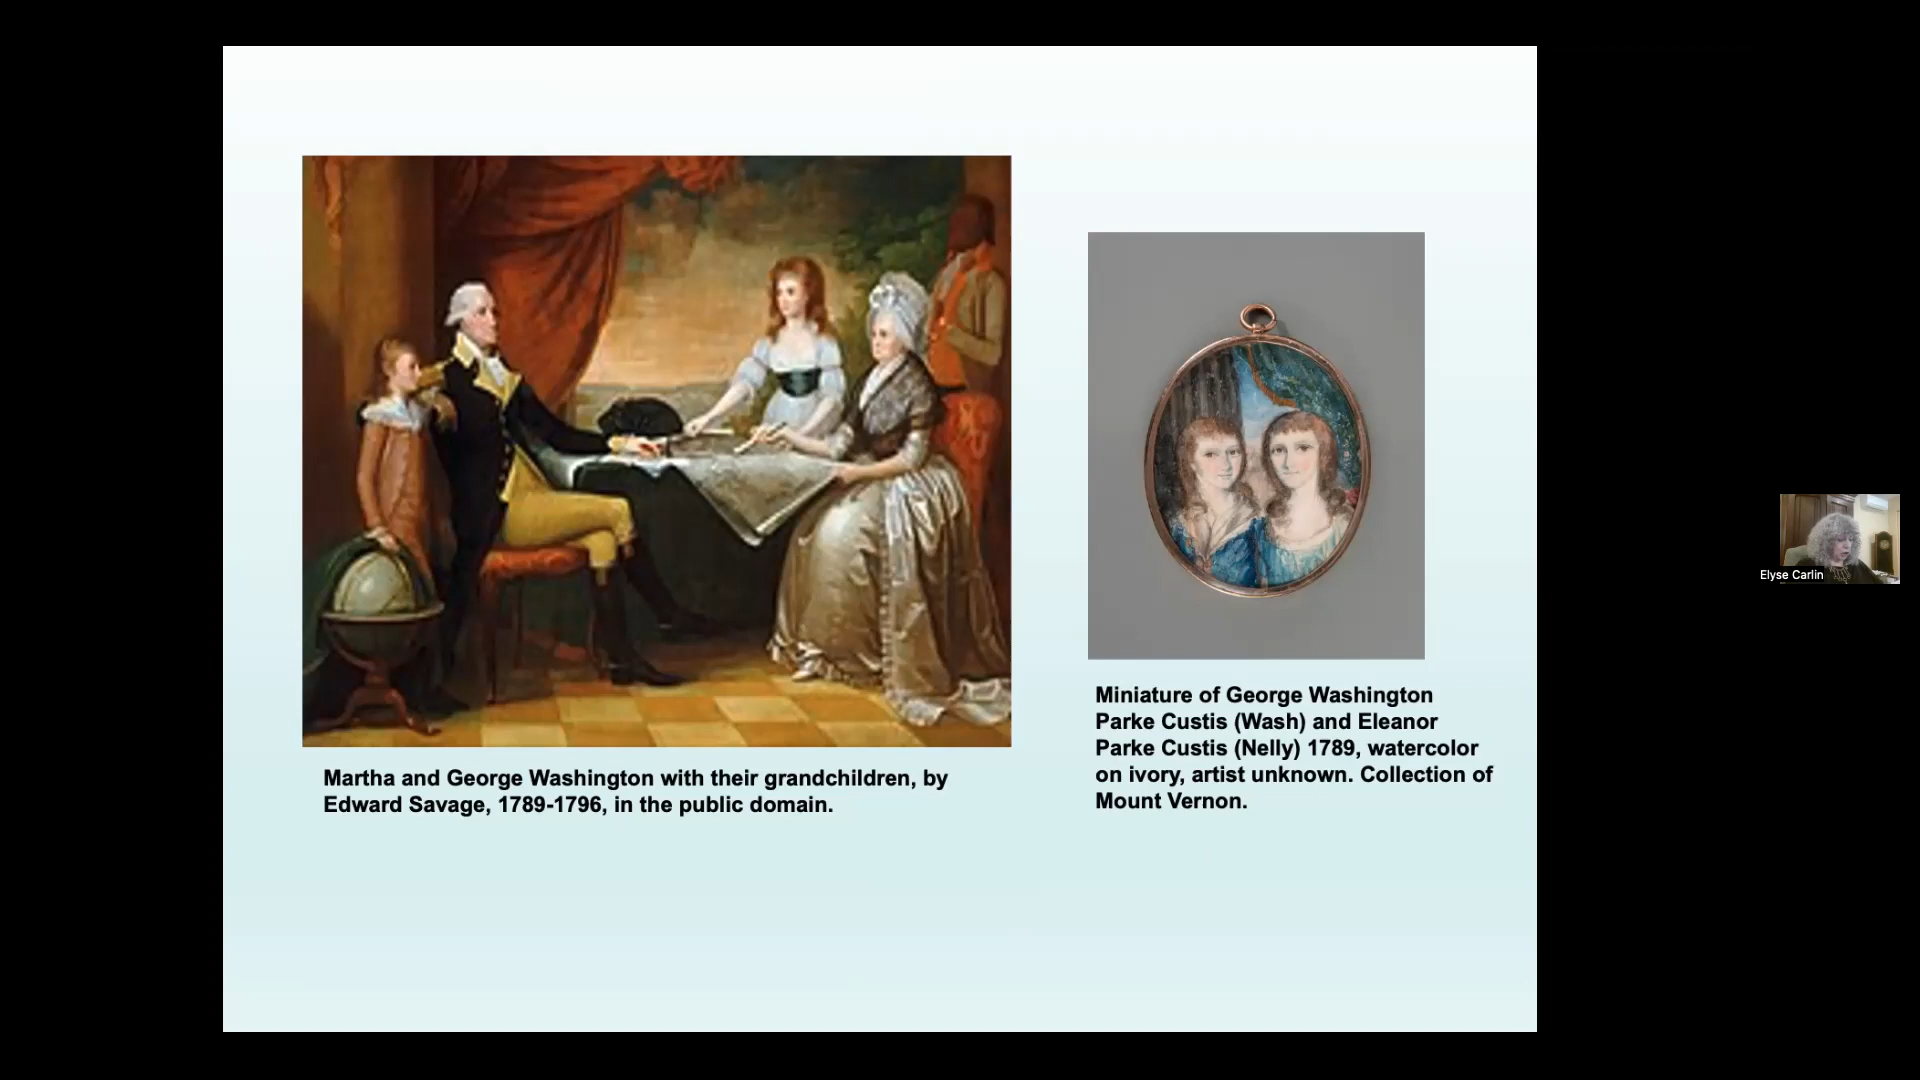 Martha and George Washington with their grandchildren, by
Edward Savage, 1789-1796, in the public domain.
Miniature of George Washington
Parke Custis (Wash) and Eleanor
Parke Custis (Nelly) 1789, watercolor
on ivory, artist unknown. Collection of
Mount Vernon.
Elyse Carlin